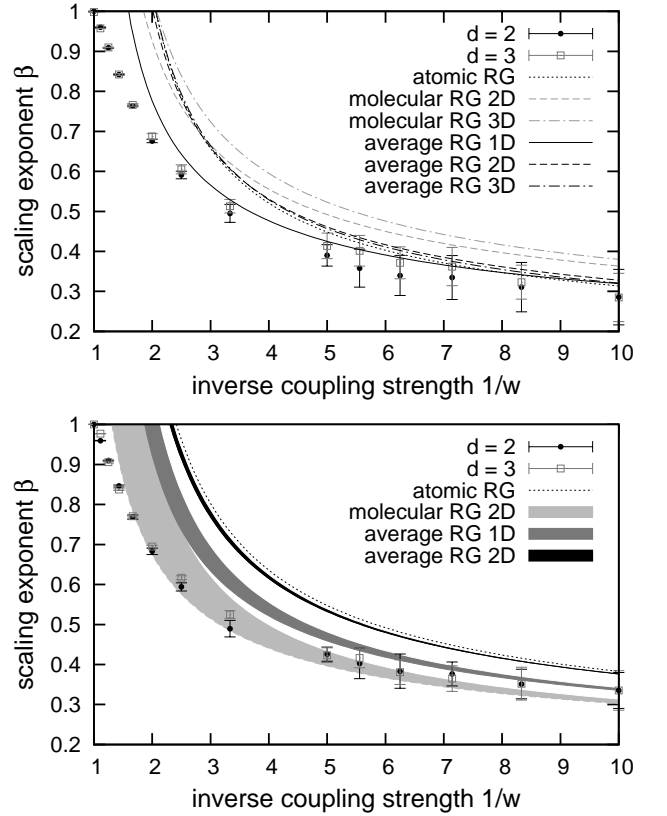 scaling exponent β
1
0.9
0.8
0.7
0.6
0.5
0.4
0.3
0.2
d = 2
d = 3
atomic RG
molecular RG 2D
molecular RG 3D
average RG 1D
average RG 2D
average RG 3D
1 2 3 4 5 6 7 8 9 10
inverse coupling strength 1/w
scaling exponent β
1
0.9
0.8
0.7
0.6
0.5
0.4
0.3
0.2
d = 2
d = 3
atomic RG
molecular RG 2D
average RG 1D
average RG 2D
1 2 3 4 5 6 7 8 9 10
inverse coupling strength 1/w